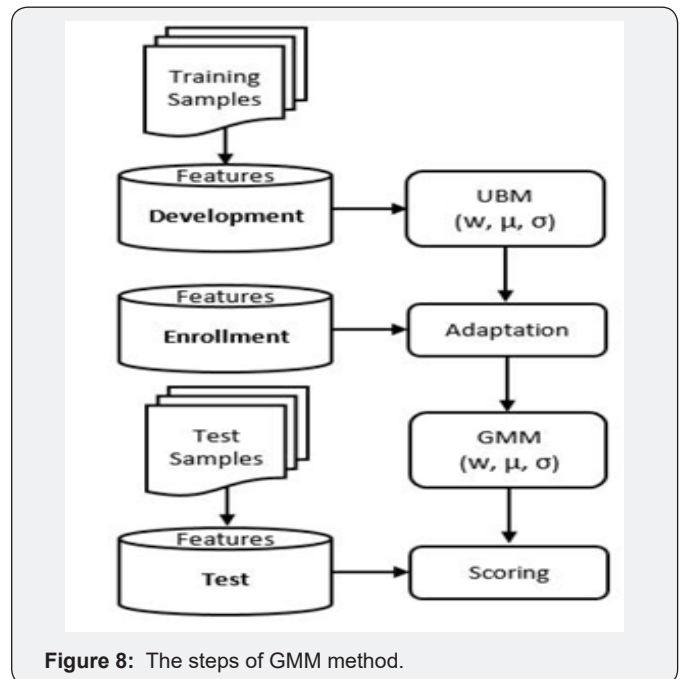 Training
Samples
Features
Development
UBM
(w, μ, σ)
Features
Enrollment
Adaptation
Test
Samples
GMM
(w, μ, σ)
Features
Test
Scoring
Figure 8: The steps of GMM method.